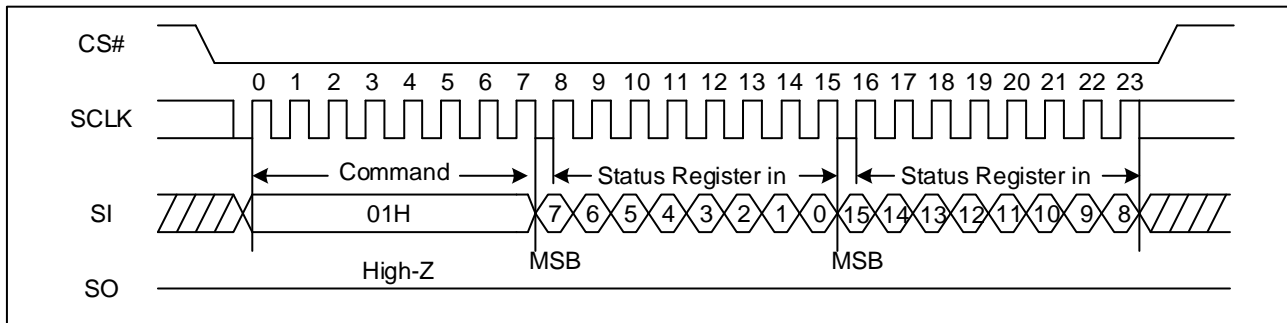 CS#
0 1 2 3 4 5 6 7 8 9 10 11 12 13 14 15 16 17 18 19 20 21 22 23
SCLK
Command Status Register in Status Register in
SI 01H 7 6 5 4 3 2 1 0 15 14 13 12 11 10 9 8
MSB MSB
High-Z
SO